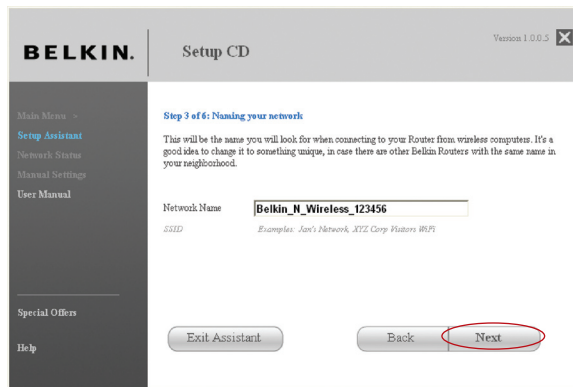 BELKIN.
Setup CD
Version 1.0.0.5
Main Menu
Setup Assistant
Network Status
Manual Settings
User Manual
Special Offers
Help
Step 3 of 6: Naming your network
This will be the name you will look for when connecting to your Router from wireless computers. It's a
good idea to change it to something unique, in case there are other Belkin Routers with the same name in
your neighborhood.
Network Name
Belkin_N_Wireless_123456
SSID
Examples: Jan's Network, XYZ Corp Visitors WiFi
Exit Assistant
Back
Next